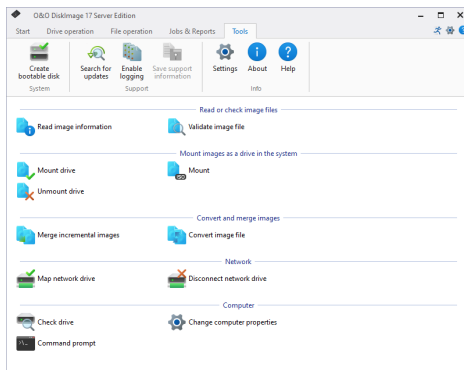 O&O DiskImage 17 Server Edition
Start Drive operation File operation Jobs & Reports Tools
Create bootable disk
Search for updates
Enable logging
Save support information
Settings
About
Help
System Support Info
Read or check image files
Read image information Validate image file
Mount images as a drive in the system
Mount drive Mount
ISO
Unmount drive
Convert and merge images
Merge incremental images Convert image file
Network
Map network drive Disconnect network drive
Computer
Check drive Change computer properties
Command prompt